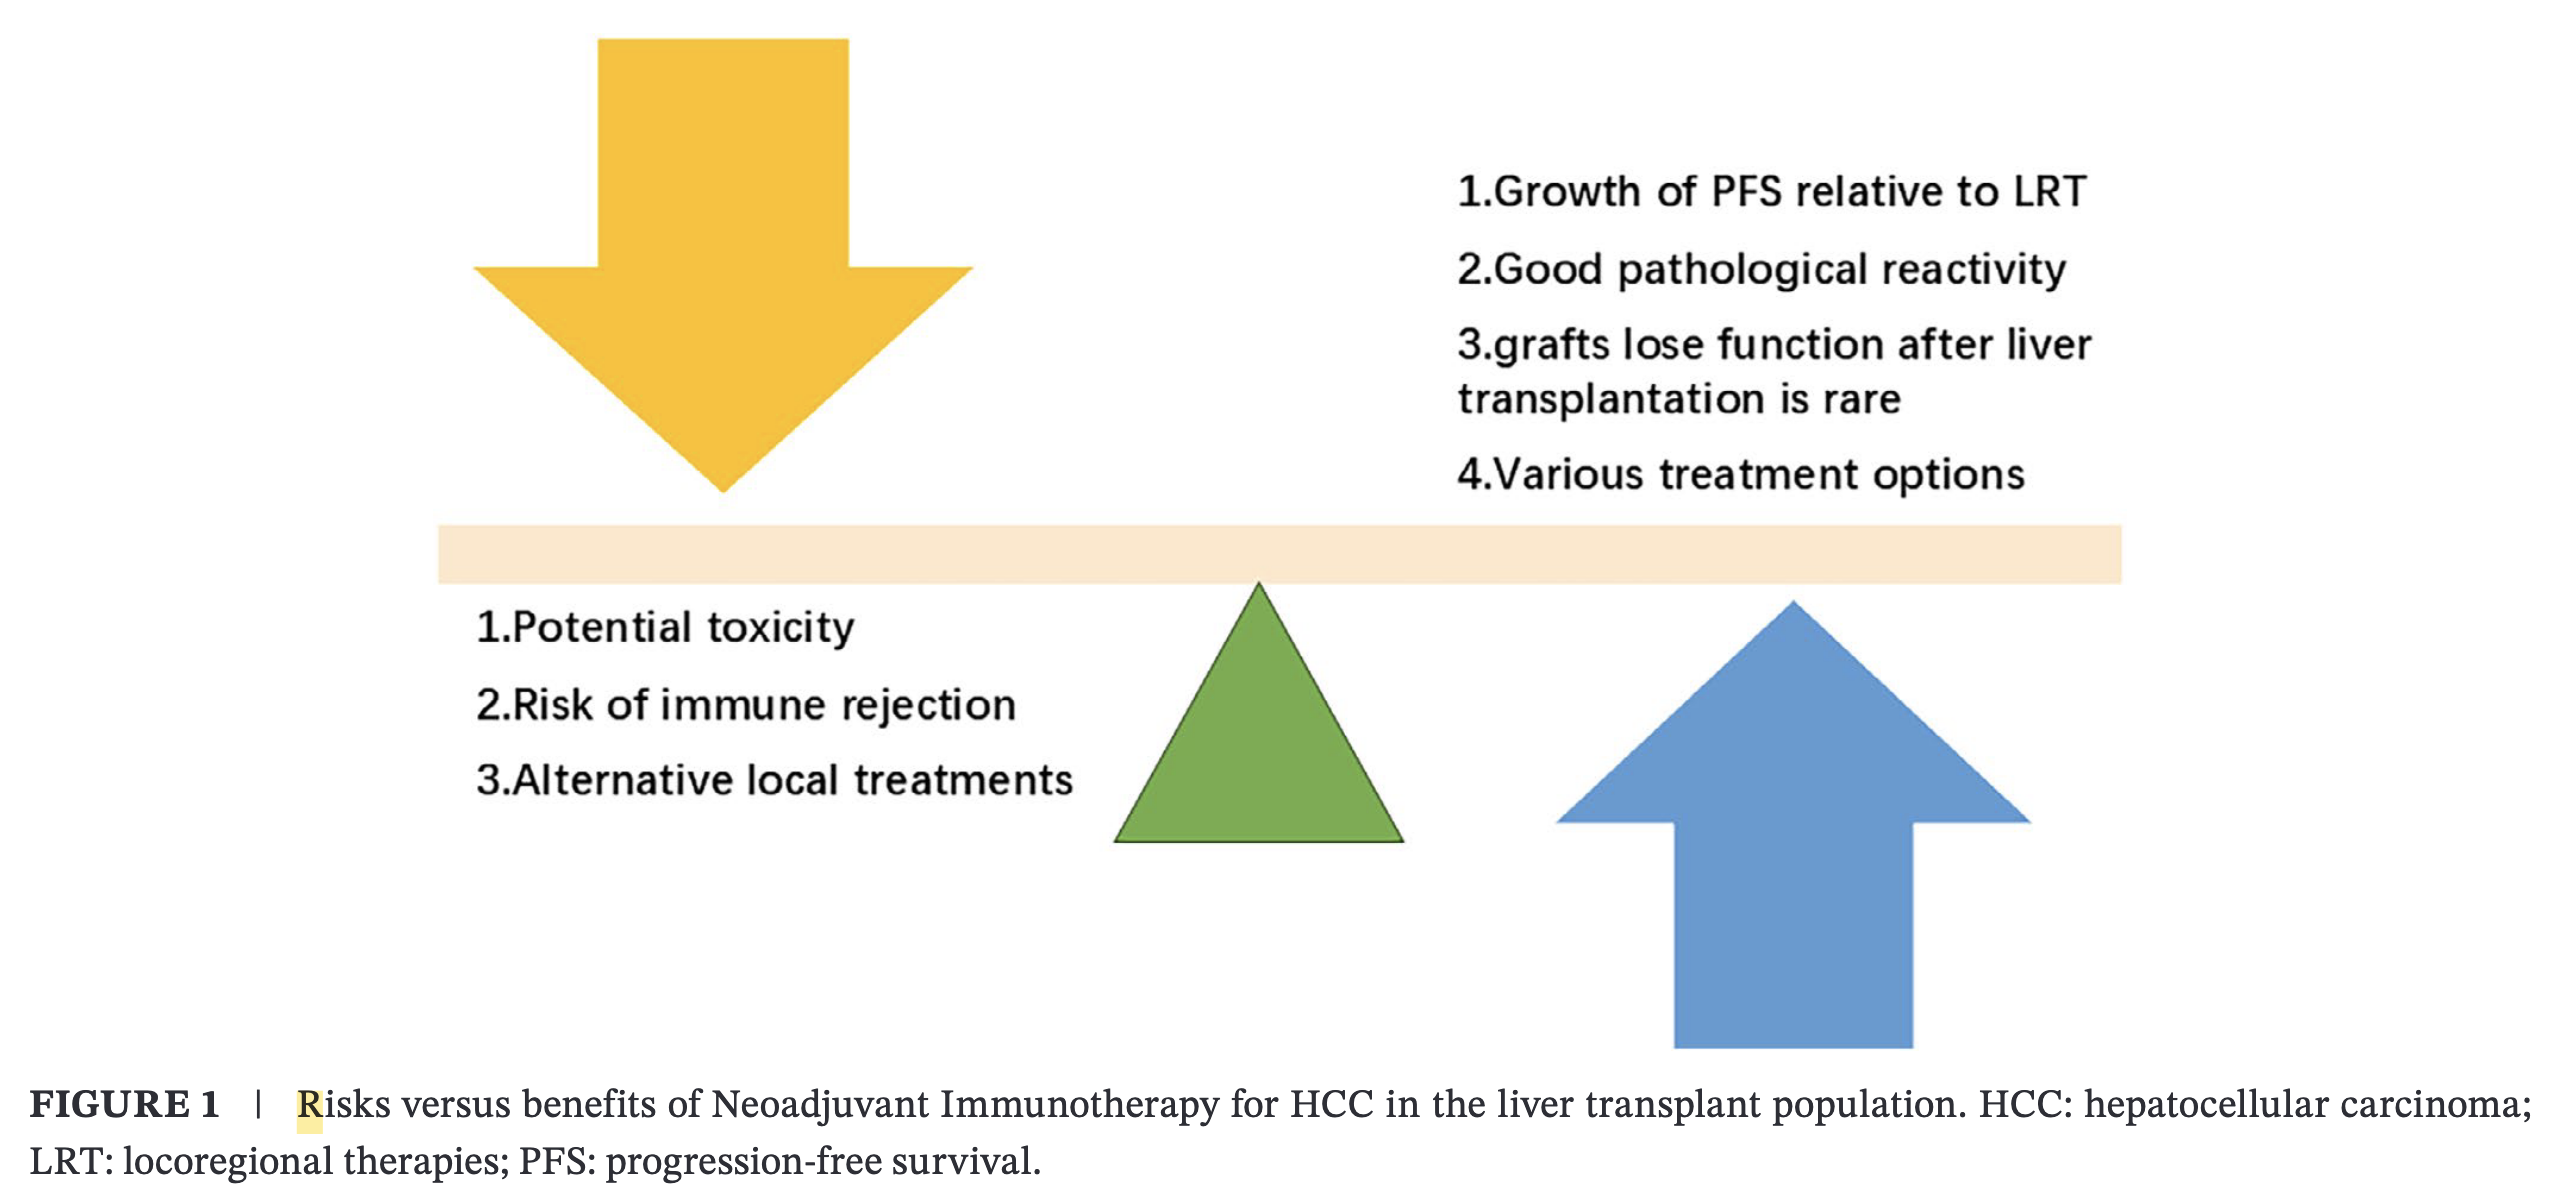 1.Growth of PFS relative to LRT
2.Good pathological reactivity
3.grafts lose function after liver
transplantation is rare
4.Various treatment options
1.Potential toxicity
2.Risk of immune rejection
3.Alternative local treatments
FIGURE 1 | Risks versus benefits of Neoadjuvant Immunotherapy for HCC in the liver transplant population. HCC: hepatocellular carcinoma;
LRT: locoregional therapies; PFS: progression-free survival.